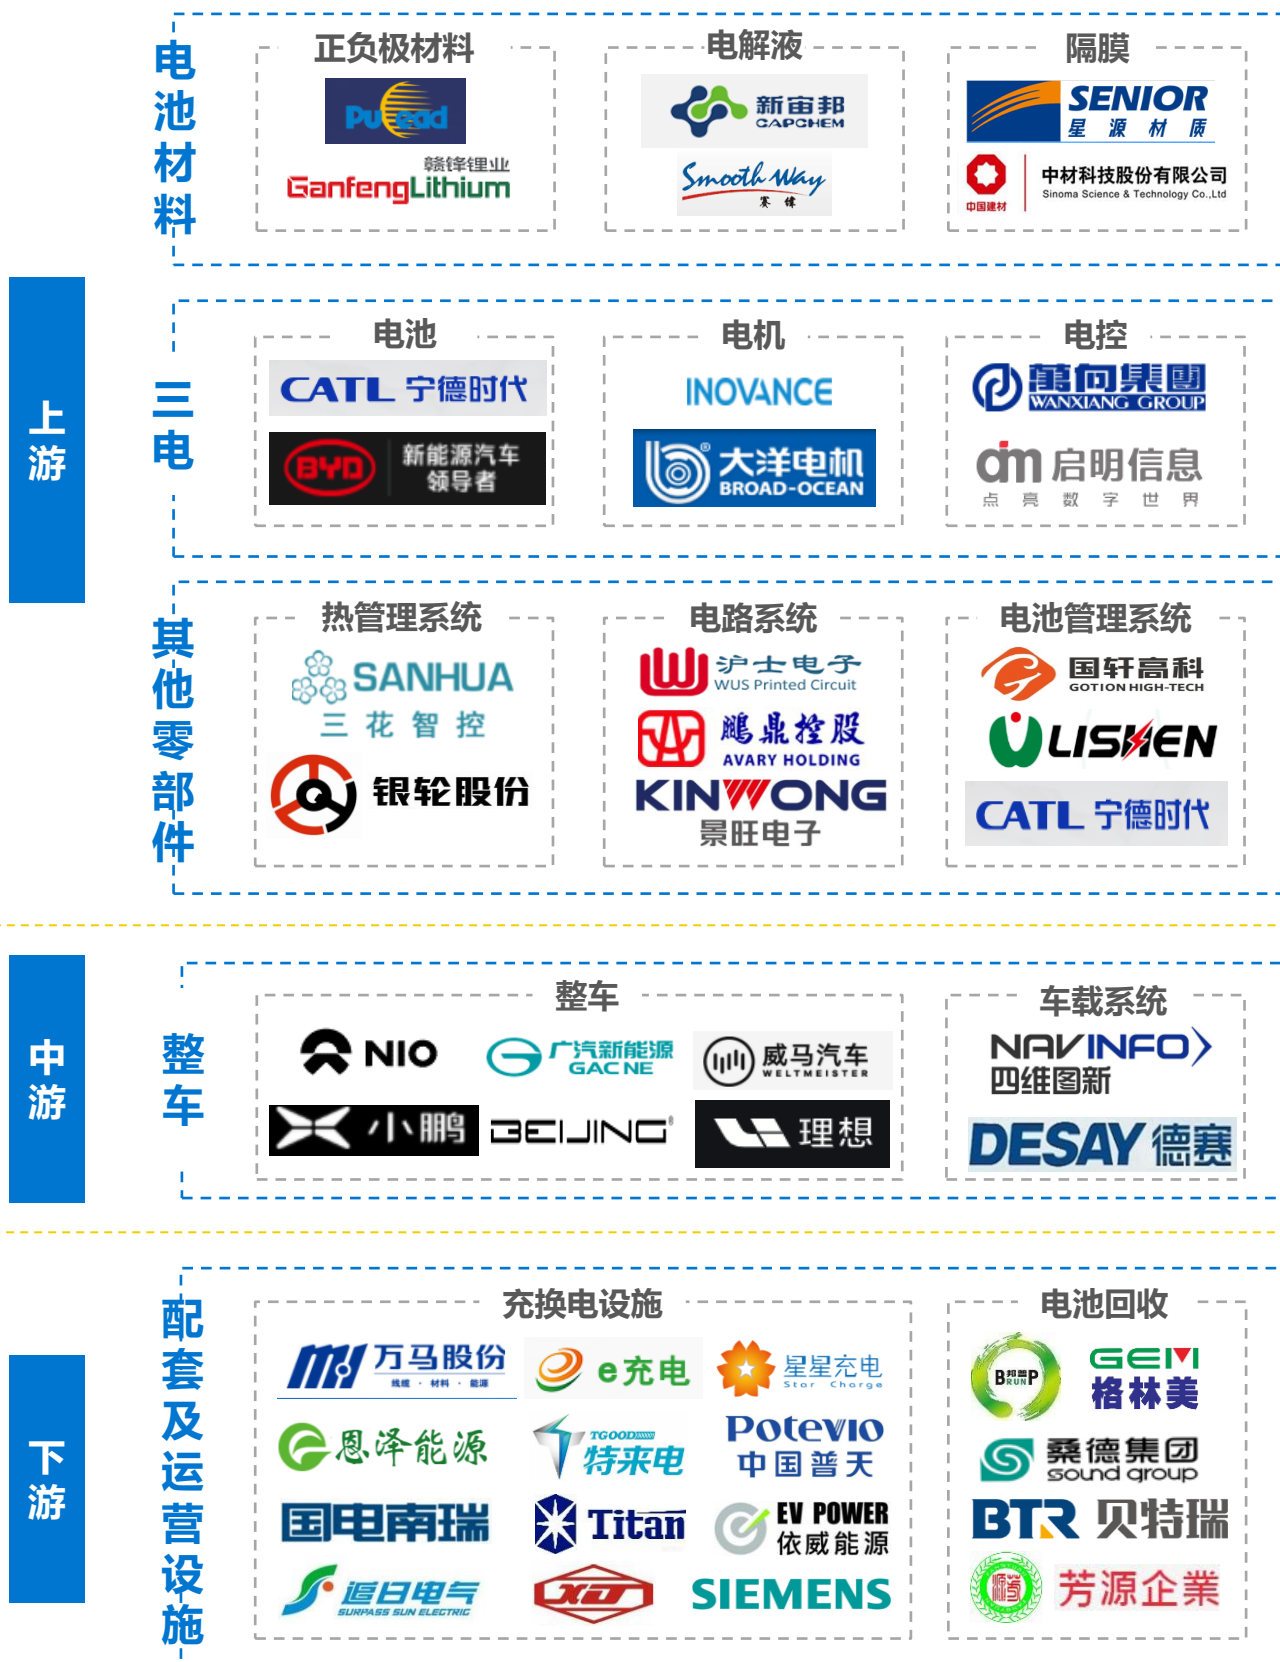 上游
电池材料
正负极材料
Pulead
赣锋锂业
GanfengLithium
电解液
新宙邦
CAPCHEM
Smooth Way
赛纬
隔膜
SENIOR
星源材质
中国建材
中材科技股份有限公司
Sinoma Science & Technology Co.,Ltd
三电
电池
CATL 宁德时代
BYD
新能源汽车
领导者
电机
INOVANCE
大洋电机
BROAD-OCEAN
电控
萬向集團
WANXIANG GROUP
启明信息
点亮数字世界
其他零部件
热管理系统
SANHUA
三花智控
银轮股份
电路系统
沪士电子
WUS Printed Circuit
鵬鼎控股
AVARY HOLDING
KINWONG
景旺电子
电池管理系统
国轩高科
GOTION HIGH-TECH
LISHEN
CATL 宁德时代
中游
整车
整车
NIO
广汽新能源
GAC NE
威马汽车
WELTMEISTER
小鹏
BEIJING
理想
车载系统
NAVINFO
四维图新
DESAY 德赛
下游
配套及运营设施
充换电设施
万马股份
线缆·材料·能源
e充电
星星充电
Star Charge
恩泽能源
TGOOD
特来电
Potevio
中国普天
国电南瑞
Titan
EV POWER
依威能源
追日电气
SURPASS SUN ELECTRIC
XJ
SIEMENS
电池回收
邦普
BRUNP
GEM
格林美
桑德集团
sound group
BTR 贝特瑞
芳源企業